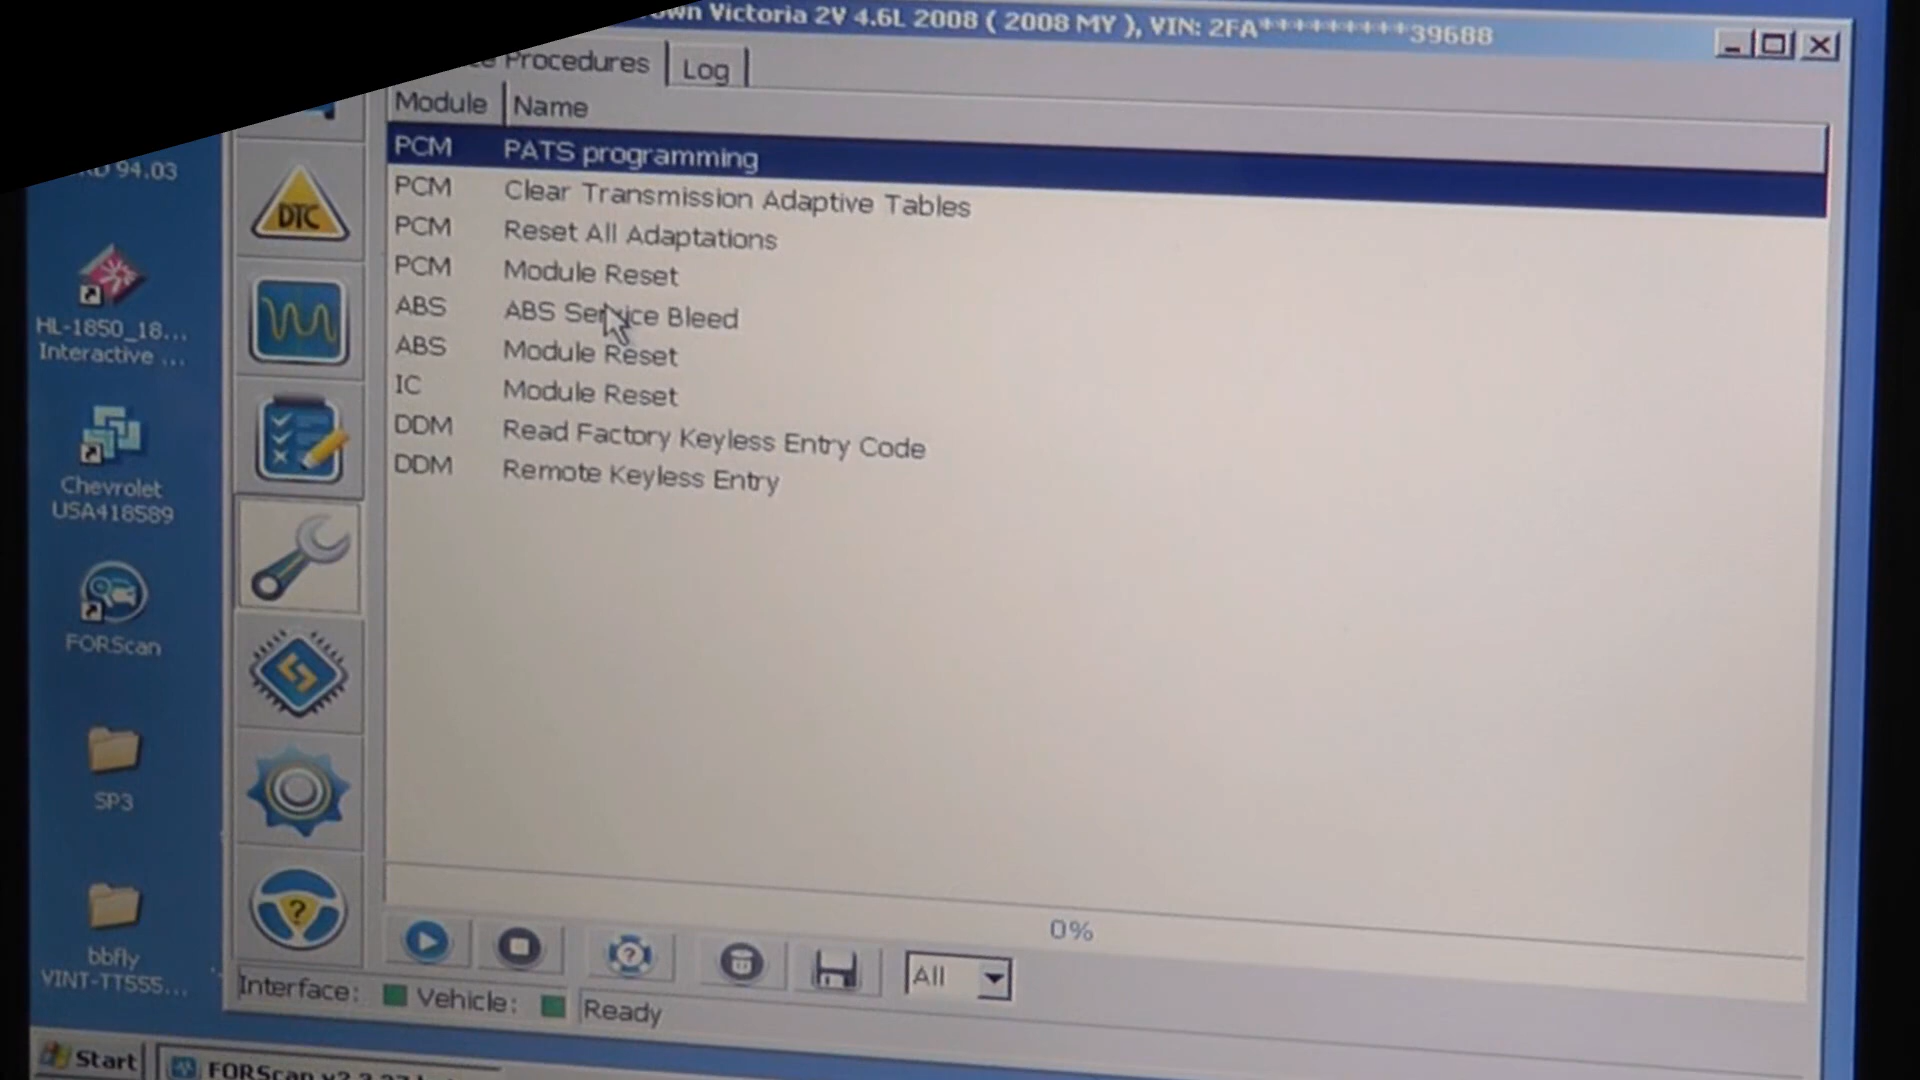 Victoria 2V 4.6L 2008 ( 2008 MY ), VIN: 2FA*********39688
Procedures
Log
Module Name
PCM PATS programming
PCM Clear Transmission Adaptive Tables
PCM Reset All Adaptations
PCM Module Reset
ABS ABS Service Bleed
ABS Module Reset
IC Module Reset
DDM Read Factory Keyless Entry Code
DDM Remote Keyless Entry
94.03
HL-1850_18...
Interactive ...
Chevrolet
USA418589
FORScan
SP3
bbfly
VINT-TT555...
DTC
?
0%
?
All
Interface: Vehicle: Ready
Start
FORScan